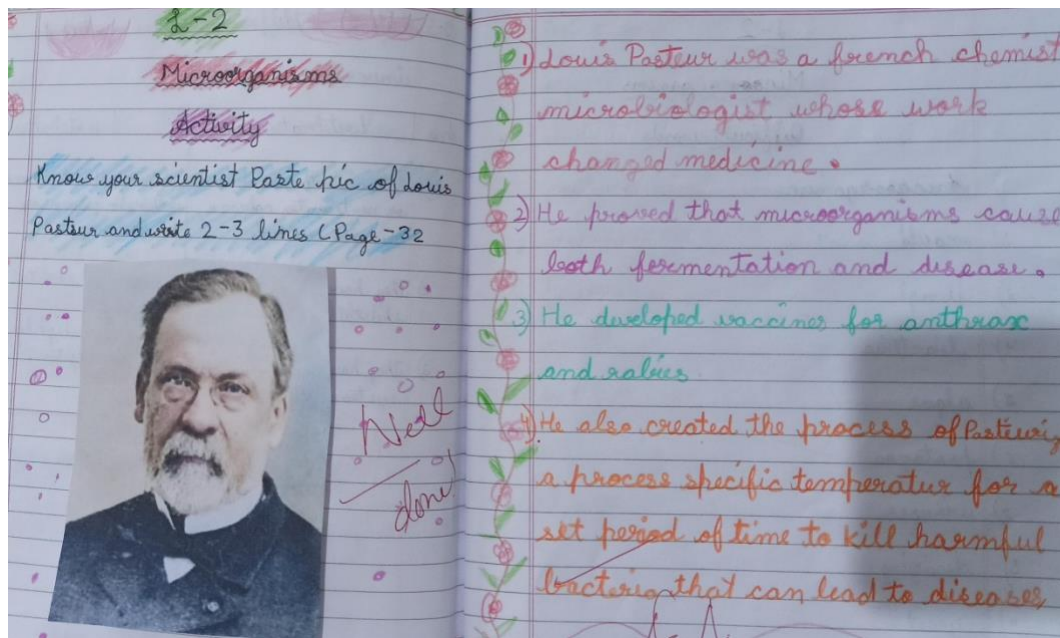 L-2
Microorganisms
Activity
Know your scientist Paste pic of Louis
Pasteur and write 2-3 lines (Page-32
Well
done!
1) Louis Pasteur was a french chemist
microbiologist whose work
changed medicine.
2) He proved that microorganisms cause
both fermentation and disease.
3) He developed vaccines for anthrax
and rabies
4) He also created the process of Pasteuriz
a process specific temperatur for a
set period of time to kill harmful
bacteria that can lead to diseases